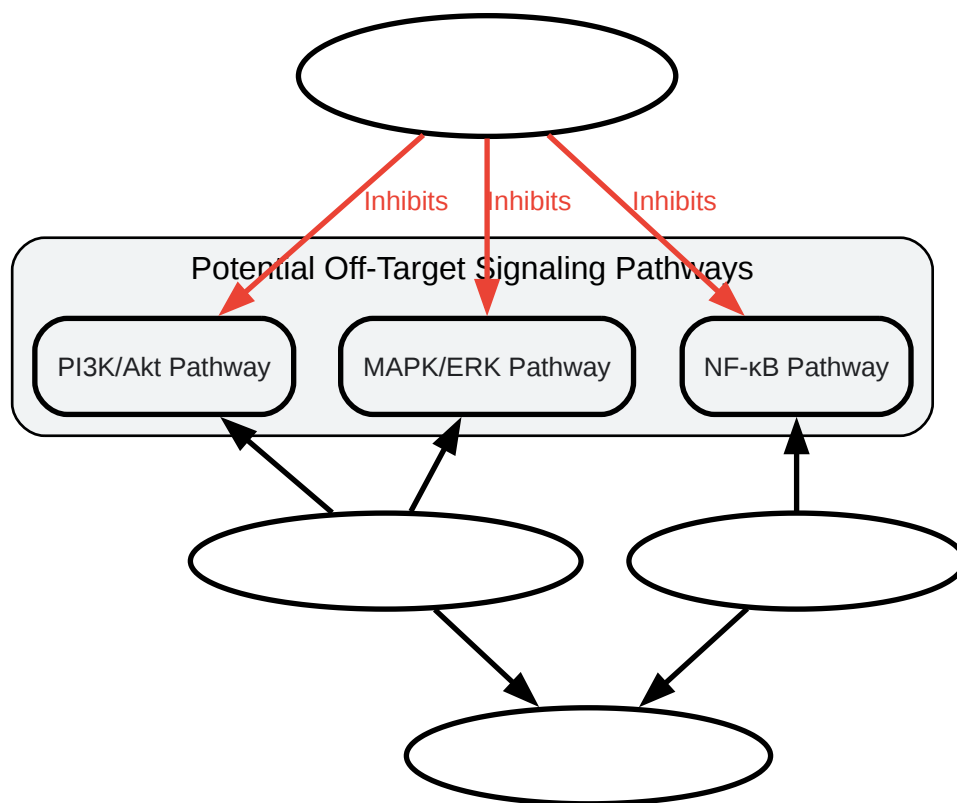 Inhibits Inhibits Inhibits
Potential Off-Target Signaling Pathways
PI3K/Akt Pathway
MAPK/ERK Pathway
NF-κB Pathway